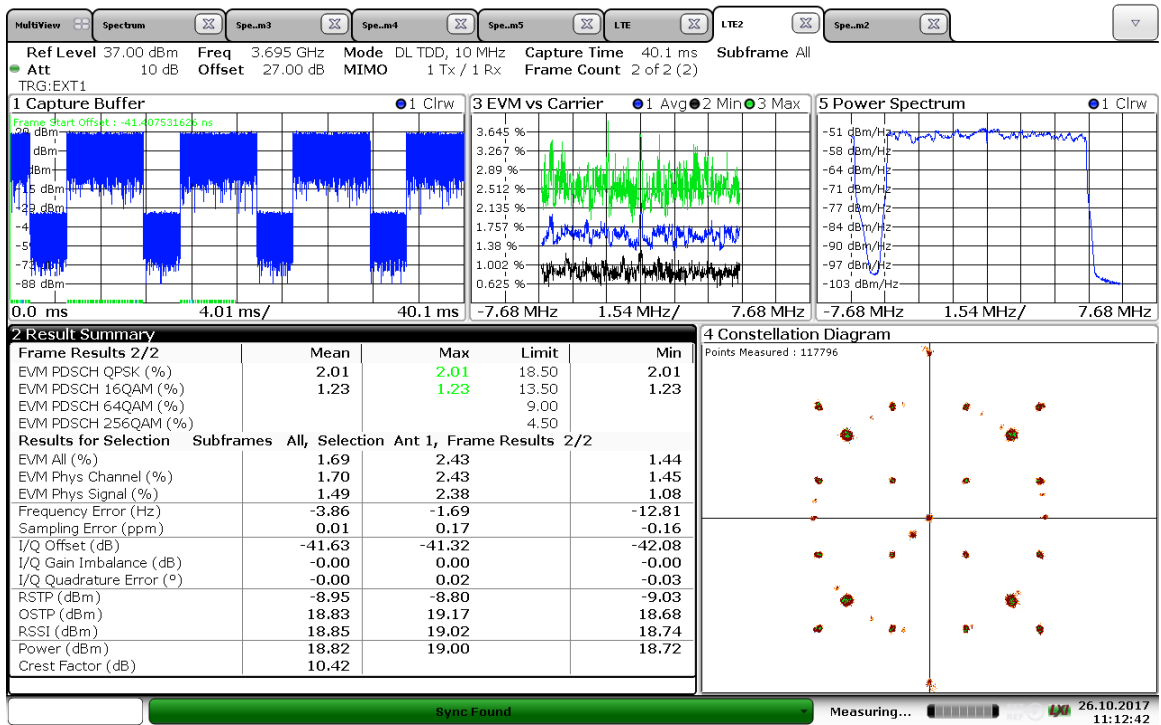 MultiView Spectrum Spe..m3 Spe..m4 Spe..m5 LTE LTE2 Spe..m2
Ref Level 37.00 dBm Freq 3.695 GHz Mode DL TDD, 10 MHz Capture Time 40.1 ms Subframe All
Att 10 dB Offset 27.00 dB MIMO 1 Tx / 1 Rx Frame Count 2 of 2 (2)
TRG:EXT1
1 Capture Buffer 1 Clrw
Frame Start Offset : -41.407531626 ns
dBm
dBm
dBm
-29 dBm
-88 dBm
0.0 ms 4.01 ms/ 40.1 ms
3 EVM vs Carrier 1 Avg 2 Min 3 Max
3.645 %
3.267 %
2.89 %
2.512 %
2.135 %
1.757 %
1.38 %
1.002 %
0.625 %
-7.68 MHz 1.54 MHz/ 7.68 MHz
5 Power Spectrum 1 Clrw
-51 dBm/Hz
-58 dBm/Hz
-64 dBm/Hz
-71 dBm/Hz
-77 dBm/Hz
-84 dBm/Hz
-90 dBm/Hz
-97 dBm/Hz
-103 dBm/Hz
-7.68 MHz 1.54 MHz/ 7.68 MHz
2 Result Summary
Frame Results 2/2 Mean Max Limit Min
EVM PDSCH QPSK (%) 2.01 2.01 18.50 2.01
EVM PDSCH 16QAM (%) 1.23 1.23 13.50 1.23
EVM PDSCH 64QAM (%) 9.00
EVM PDSCH 256QAM (%) 4.50
Results for Selection Subframes All, Selection Ant 1, Frame Results 2/2
EVM All (%) 1.69 2.43 1.44
EVM Phys Channel (%) 1.70 2.43 1.45
EVM Phys Signal (%) 1.49 2.38 1.08
Frequency Error (Hz) -3.86 -1.69 -12.81
Sampling Error (ppm) 0.01 0.17 -0.16
I/Q Offset (dB) -41.63 -41.32 -42.08
I/Q Gain Imbalance (dB) -0.00 0.00 -0.00
I/Q Quadrature Error (°) -0.00 0.02 -0.03
RSTP (dBm) -8.95 -8.80 -9.03
OSTP (dBm) 18.83 19.17 18.68
RSSI (dBm) 18.85 19.02 18.74
Power (dBm) 18.82 19.00 18.72
Crest Factor (dB) 10.42
4 Constellation Diagram
Points Measured : 117796
Sync Found
Measuring...
REF
LXI
26.10.2017
11:12:42